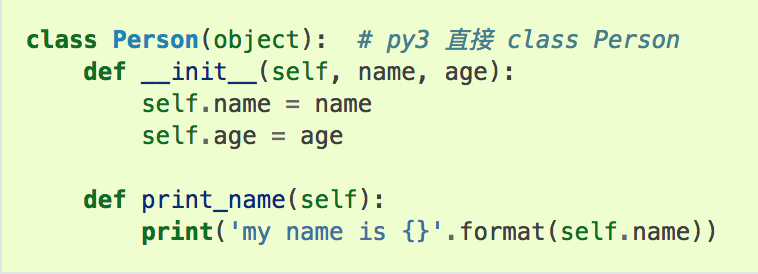 class Person(object):  # py3 直接 class Person
    def __init__(self, name, age):
        self.name = name
        self.age = age

    def print_name(self):
        print('my name is {}'.format(self.name))